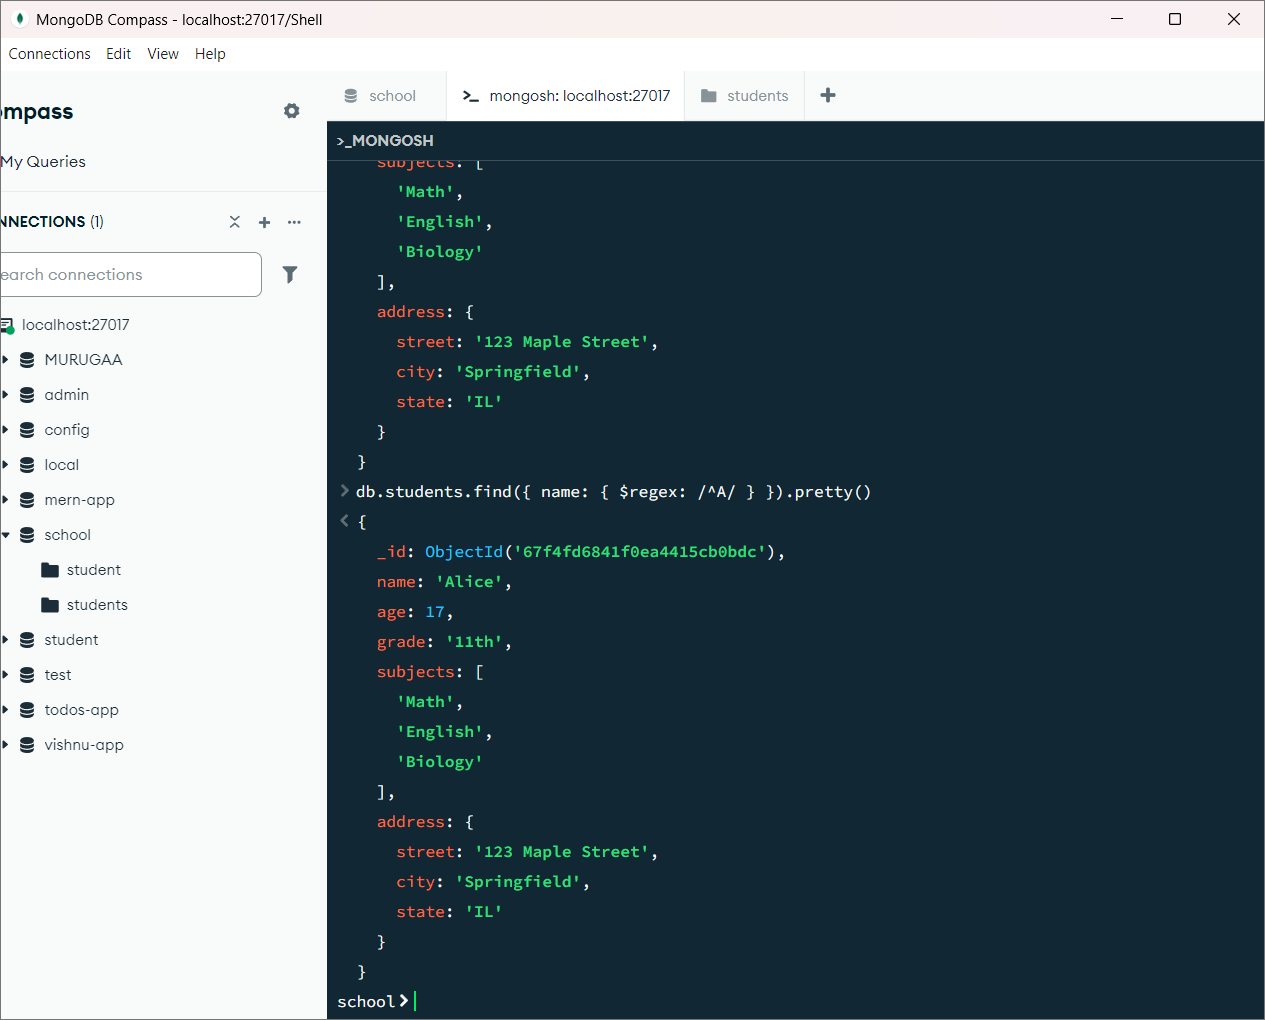 MongoDB Compass - localhost:27017/Shell
Connections Edit View Help
mpass
My Queries
NNECTIONS (1)
earch connections
localhost:27017
MURUGAA
admin
config
local
mern-app
school
student
students
student
test
todos-app
vishnu-app
school
>_ mongosh: localhost:27017
students
>_MONGOSH
subjects: [
'Math',
'English',
'Biology'
],
address: {
street: '123 Maple Street',
city: 'Springfield',
state: 'IL'
}
}
> db.students.find({ name: { $regex: /^A/ } }).pretty()
< {
_id: ObjectId('67f4fd6841f0ea4415cb0bdc'),
name: 'Alice',
age: 17,
grade: '11th',
subjects: [
'Math',
'English',
'Biology'
],
address: {
street: '123 Maple Street',
city: 'Springfield',
state: 'IL'
}
}
school>